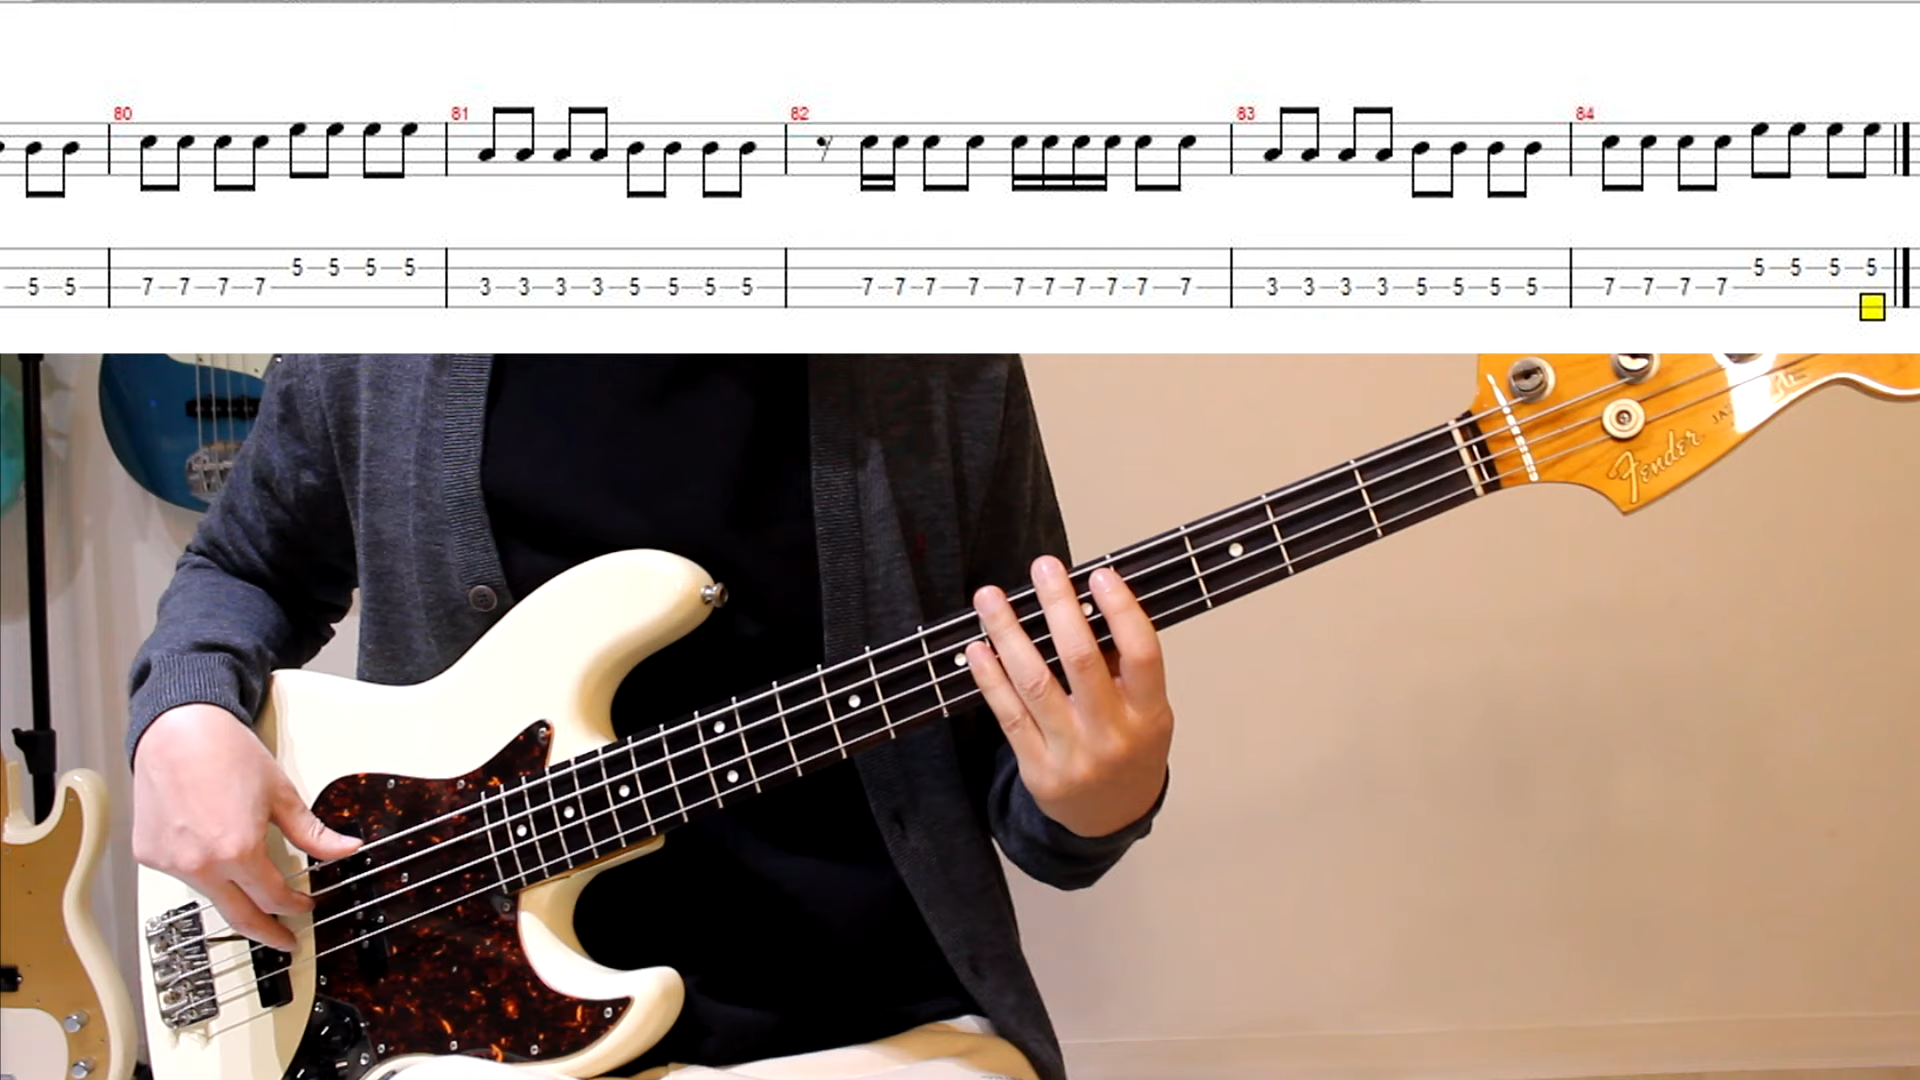 80 81 82 83 84
5 5 5 5 5 5 5 5
5 5 7 7 7 7 3 3 3 3 5 5 5 5 7 7 7 7 7 7 7 7 7 7 3 3 3 3 5 5 5 5 7 7 7 7
Fender